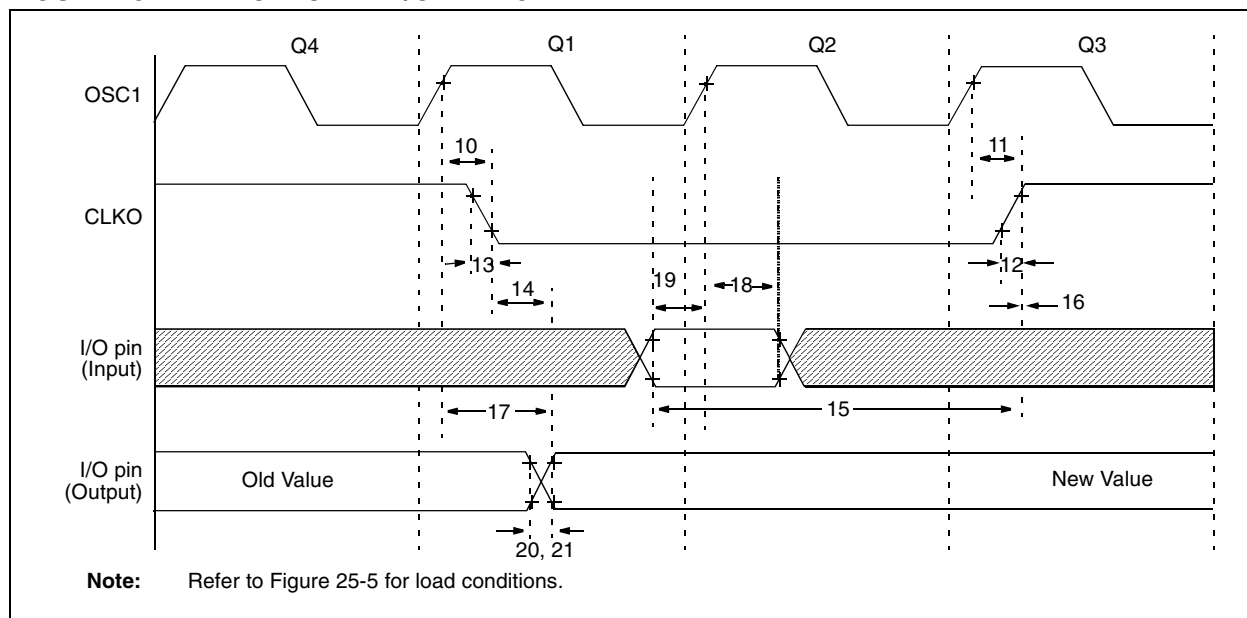 Q4 Q1 Q2 Q3
OSC1
10 11
CLKO
13 12
14 19 18 16
I/O pin
(Input)
17 15
I/O pin
(Output)
Old Value New Value
20, 21
Note: Refer to Figure 25-5 for load conditions.